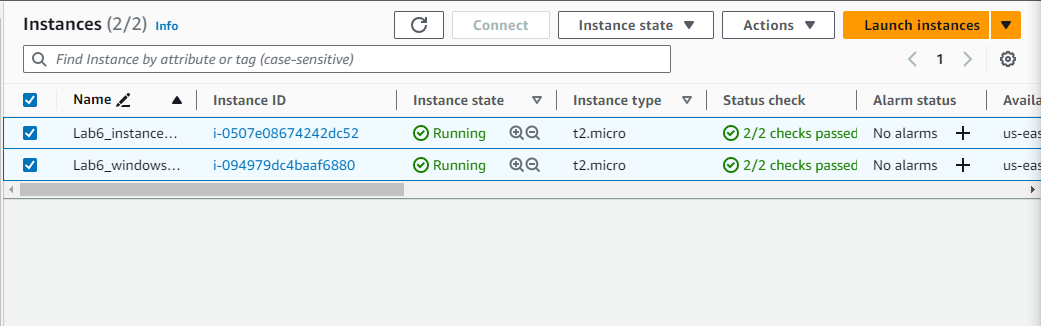 Instances (2/2) Info Connect Instance state Actions Launch instances
Find Instance by attribute or tag (case-sensitive) 1
Name Instance ID Instance state Instance type Status check Alarm status Availa
Lab6_instance... i-0507e08674242dc52 Running t2.micro 2/2 checks passed No alarms us-eas
Lab6_windows... i-094979dc4baaf6880 Running t2.micro 2/2 checks passed No alarms us-eas